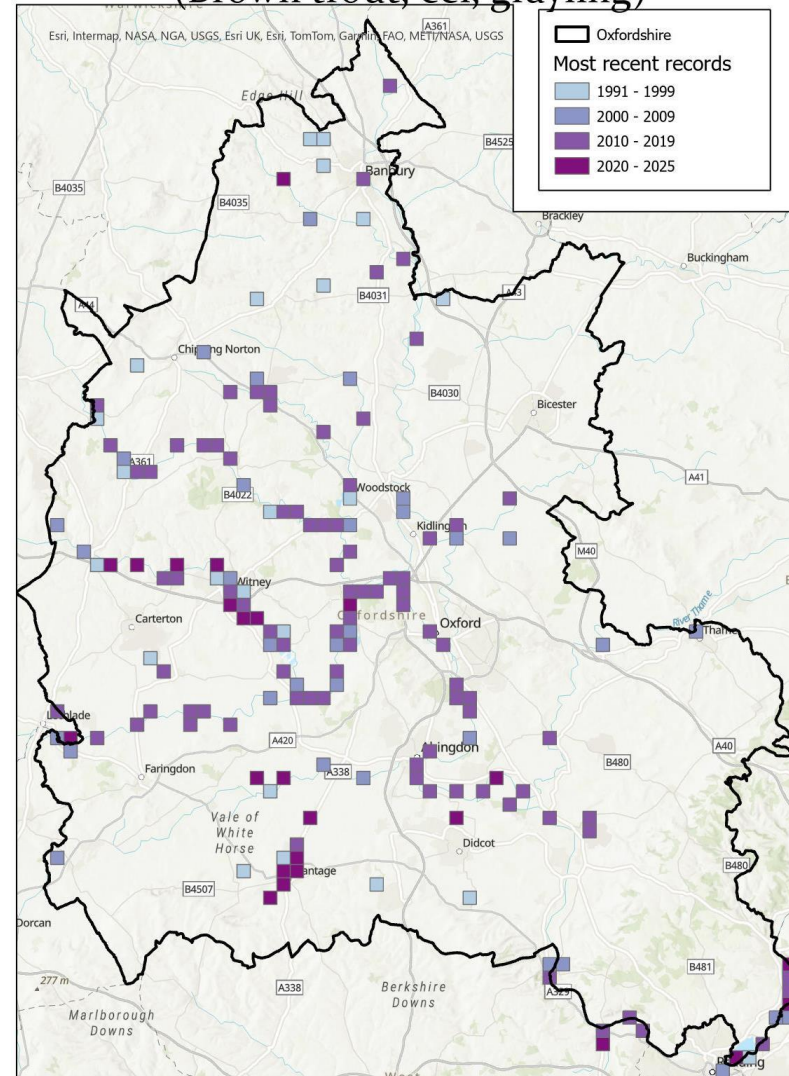 (Brown trout, eel, grayling)
Warwickshire
Esri, Intermap, NASA, NGA, USGS, Esri UK, Esri, TomTom, Garmin, FAO, METI/NASA, USGS
A361
Oxfordshire
Most recent records
1991 - 1999
2000 - 2009
2010 - 2019
2020 - 2025
Edge Hill
B4525
Banbury
B4035
B4035
Brackley
Buckingham
A44
B4031
A43
Chipping Norton
B4030
Bicester
A361
A41
B4022
Woodstock
Kidlington
M40
Witney
River Thame
Carterton
Oxfordshire
Oxford
Thame
Lechlade
A420
Abingdon
A40
Faringdon
A338
B480
Vale of
White
Horse
Didcot
Wantage
B480
B4507
Dorcan
B481
277 m
A338
Berkshire
Downs
A329
Marlborough
Downs
Reading